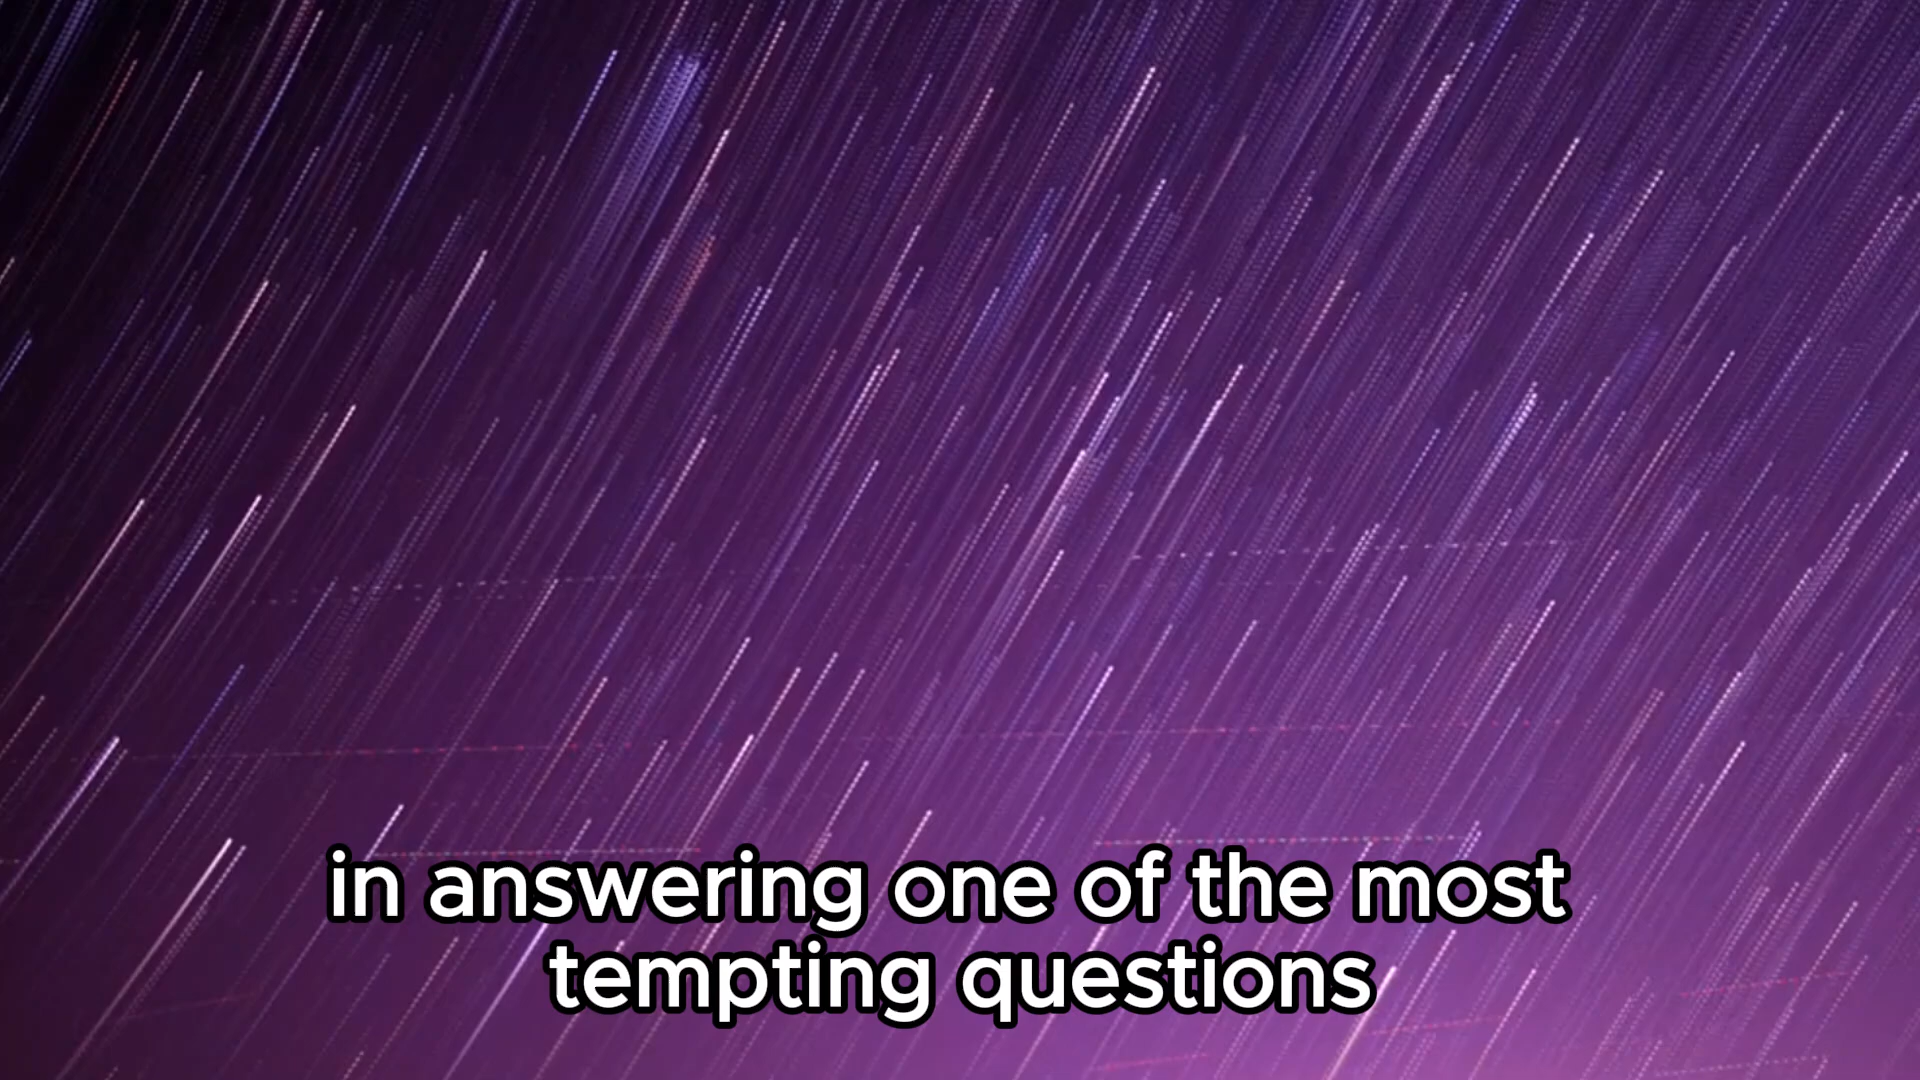 in answering one of the most
tempting questions